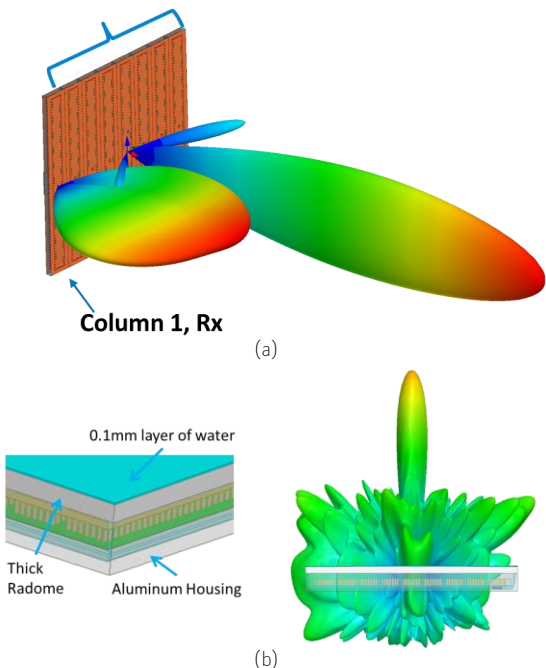 Column 1, Rx
(a)
0.1mm layer of water
Thick
Radome
Aluminum Housing
(b)